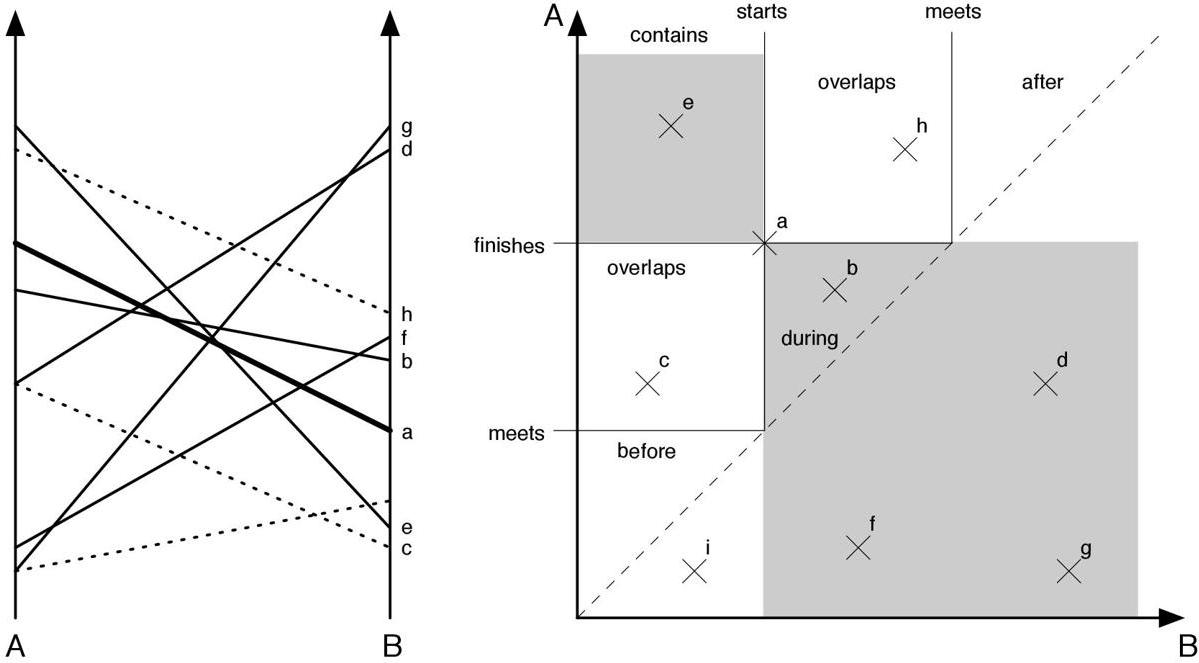 g
d
h
f
b
a
e
c
A
B
A
starts
meets
contains
overlaps
after
e
h
a
finishes
overlaps
b
during
c
d
meets
before
f
i
g
B